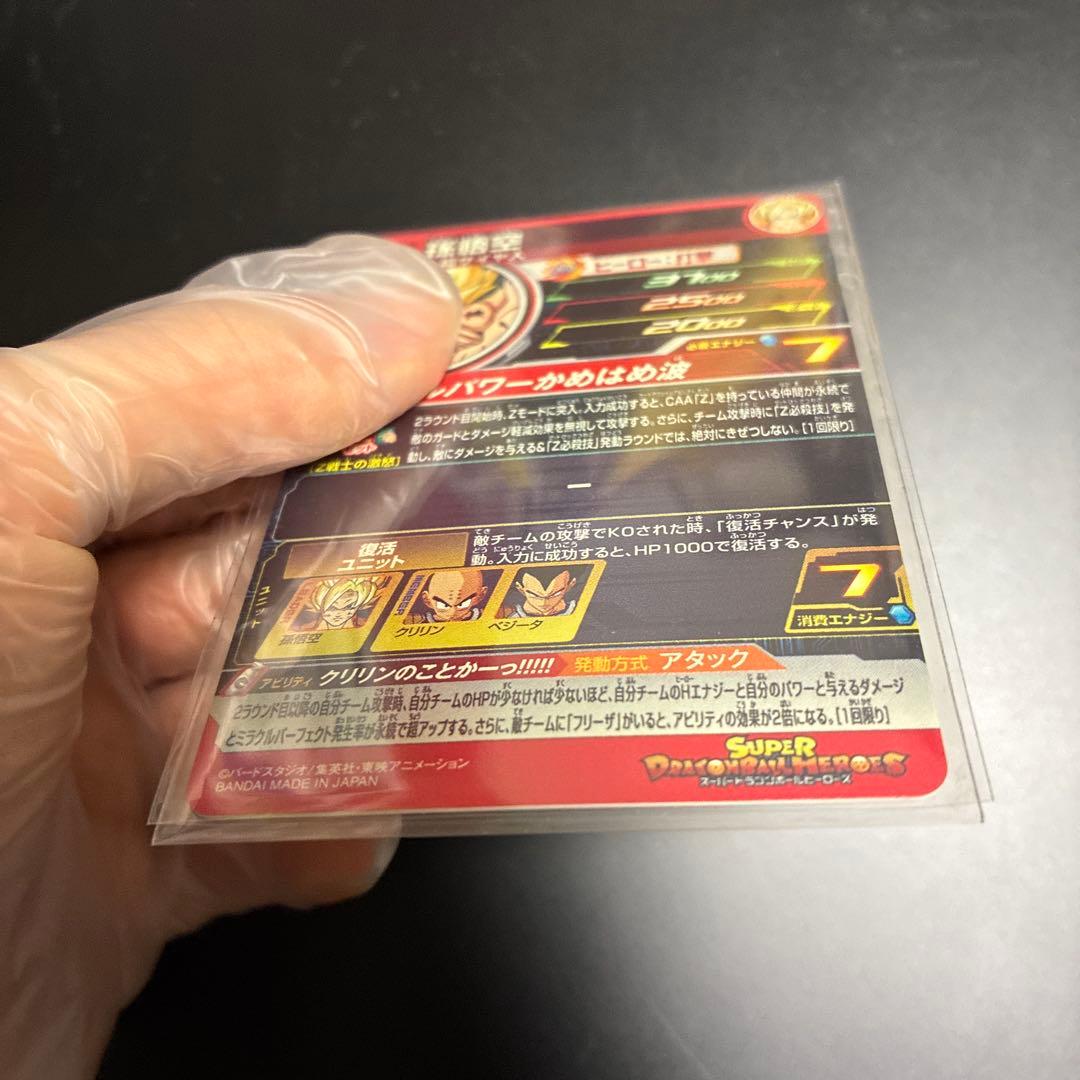 孫悟空
ヒーロー:打撃
3700
2500
2000
必要エナジー 7
ルパワーかめはめ波
2ラウンド目開始時、Zモードに突入。入力成功すると、CAA「Z」を持っている仲間が永続で
敵のガードとダメージ軽減効果を無視して攻撃する。さらに、チーム攻撃時に「Z必殺技」を発
動し、敵にダメージを与える&「Z必殺技」発動ラウンドでは、絶対にきぜつしない。[1回限り]
[Z戦士の激怒]
ー
ユニット
復活
ユニット
敵チームの攻撃でKOされた時、「復活チャンス」が発
動。入力に成功すると、HP1000で復活する。
孫悟空
MEMBER
クリリン
ベジータ
7
消費エナジー
アビリティ クリリンのことかーっ!!!!! 発動方式 アタック
2ラウンド目以降の自分チーム攻撃時、自分チームのHPが少なければ少ないほど、自分チームのHエナジーと自分のパワーと与えるダメージ
とミラクルパーフェクト発生率が永続で超アップする。さらに、敵チームに「フリーザ」がいると、アビリティの効果が2倍になる。[1回限り]
©バードスタジオ/集英社・東映アニメーション
BANDAI MADE IN JAPAN
SUPER
DRAGONBALL HEROES
スーパードラゴンボールヒーローズ